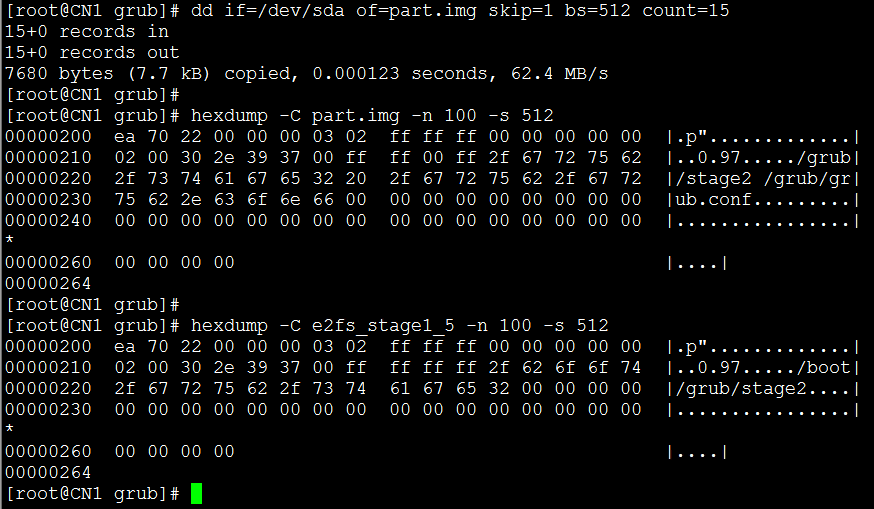 [root@CN1 grub]# dd if=/dev/sda of=part.img skip=1 bs=512 count=15
15+0 records in
15+0 records out
7680 bytes (7.7 kB) copied, 0.000123 seconds, 62.4 MB/s
[root@CN1 grub]#
[root@CN1 grub]# hexdump -C part.img -n 100 -s 512
00000200  ea 70 22 00 00 00 03 02  ff ff ff 00 00 00 00 00  |.p".............|
00000210  02 00 30 2e 39 37 00 ff  ff 00 ff 2f 67 72 75 62  |..0.97...../grub|
00000220  2f 73 74 61 67 65 32 20  2f 67 72 75 62 2f 67 72  |/stage2 /grub/gr|
00000230  75 62 2e 63 6f 6e 66 00  00 00 00 00 00 00 00 00  |ub.conf.........|
00000240  00 00 00 00 00 00 00 00  00 00 00 00 00 00 00 00  |................|
*
00000260  00 00 00 00                                       |....|
00000264
[root@CN1 grub]#
[root@CN1 grub]# hexdump -C e2fs_stage1_5 -n 100 -s 512
00000200  ea 70 22 00 00 00 03 02  ff ff ff 00 00 00 00 00  |.p".............|
00000210  02 00 30 2e 39 37 00 ff  ff ff ff 2f 62 6f 6f 74  |..0.97...../boot|
00000220  2f 67 72 75 62 2f 73 74  61 67 65 32 00 00 00 00  |/grub/stage2....|
00000230  00 00 00 00 00 00 00 00  00 00 00 00 00 00 00 00  |................|
*
00000260  00 00 00 00                                       |....|
00000264
[root@CN1 grub]#